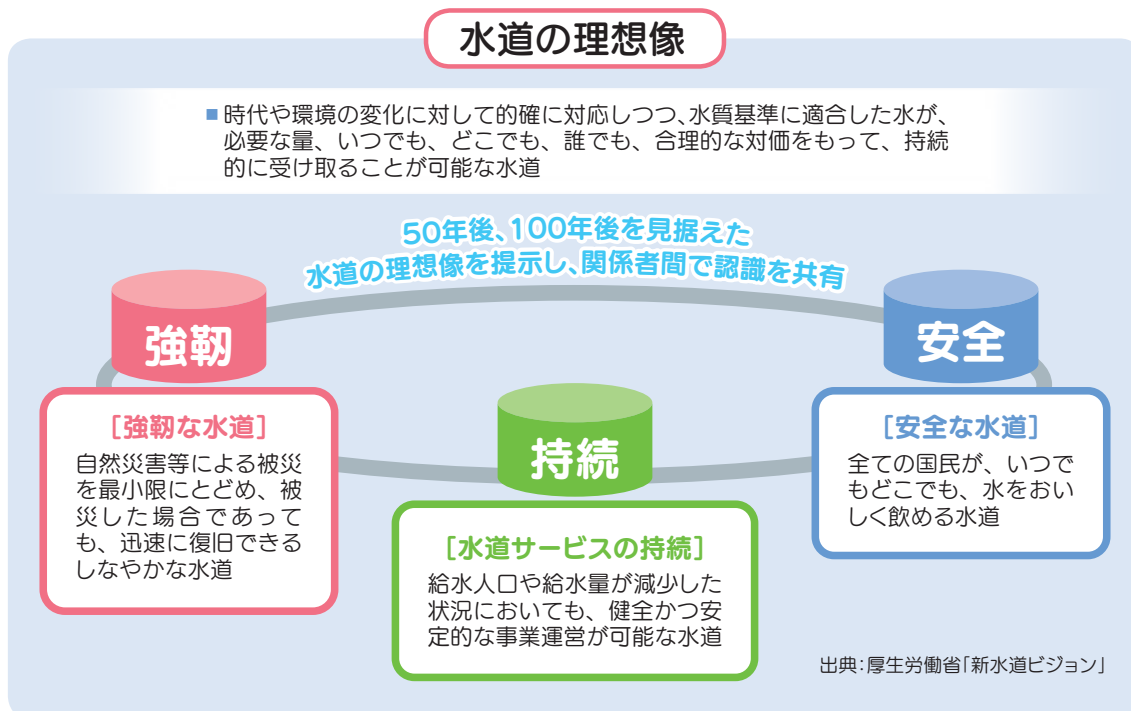 水道の理想像
■時代や環境の変化に対して的確に対応しつつ、水質基準に適合した水が、
必要な量、いつでも、どこでも、誰でも、合理的な対価をもって、持続
的に受け取ることが可能な水道
50年後、100年後を見据えた
水道の理想像を提示し、関係者間で認識を共有
強靭
[強靭な水道]
自然災害等による被災
を最小限にとどめ、被
災した場合であって
も、迅速に復旧できる
しなやかな水道
持続
[水道サービスの持続]
給水人口や給水量が減少した
状況においても、健全かつ安
定的な事業運営が可能な水道
安全
[安全な水道]
全ての国民が、いつで
もどこでも、水をおい
しく飲める水道
出典:厚生労働省「新水道ビジョン」